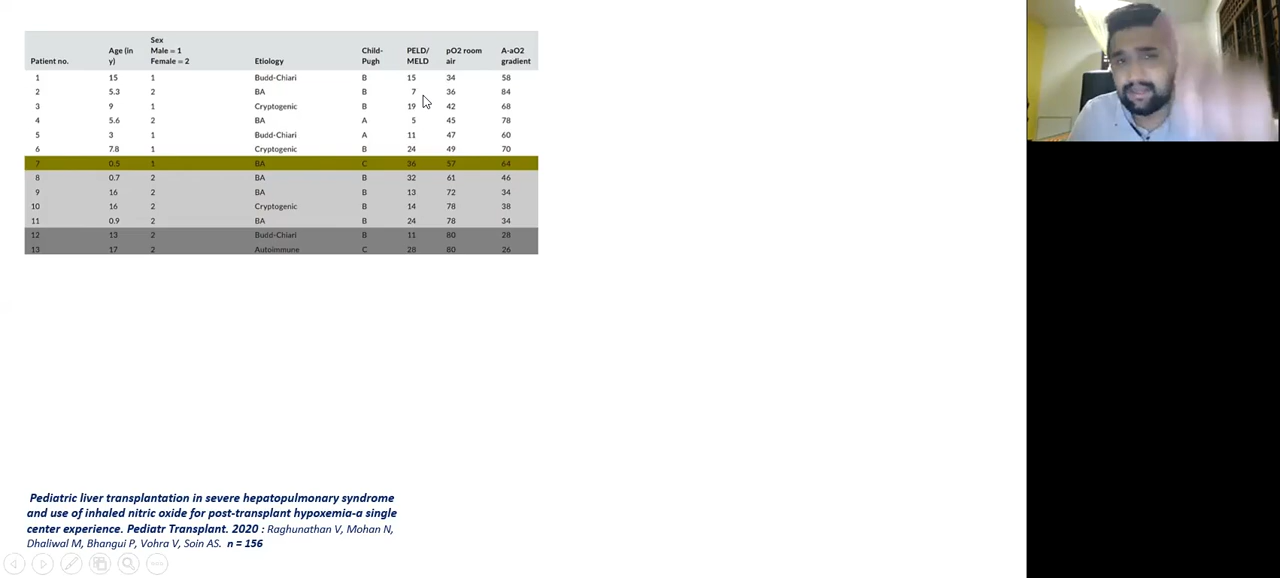 Patient no. Age (in y) Sex Male = 1 Female = 2 Etiology Child-Pugh PELD/ MELD pO2 room air A-aO2 gradient
1 15 1 Budd-Chiari B 15 34 58
2 5.3 2 BA B 7 36 84
3 9 1 Cryptogenic B 19 42 68
4 5.6 2 BA A 5 45 78
5 3 1 Budd-Chiari A 11 47 60
6 7.8 1 Cryptogenic B 24 49 70
7 0.5 1 BA C 36 57 64
8 0.7 2 BA B 32 61 46
9 16 2 BA B 13 72 34
10 16 2 Cryptogenic B 14 78 38
11 0.9 2 BA B 24 78 34
12 13 2 Budd-Chiari B 11 80 28
13 17 2 Autoimmune C 28 80 26
Pediatric liver transplantation in severe hepatopulmonary syndrome
and use of inhaled nitric oxide for post-transplant hypoxemia-a single
center experience. Pediatr Transplant. 2020 : Raghunathan V, Mohan N,
Dhaliwal M, Bhangui P, Vohra V, Soin AS. n = 156